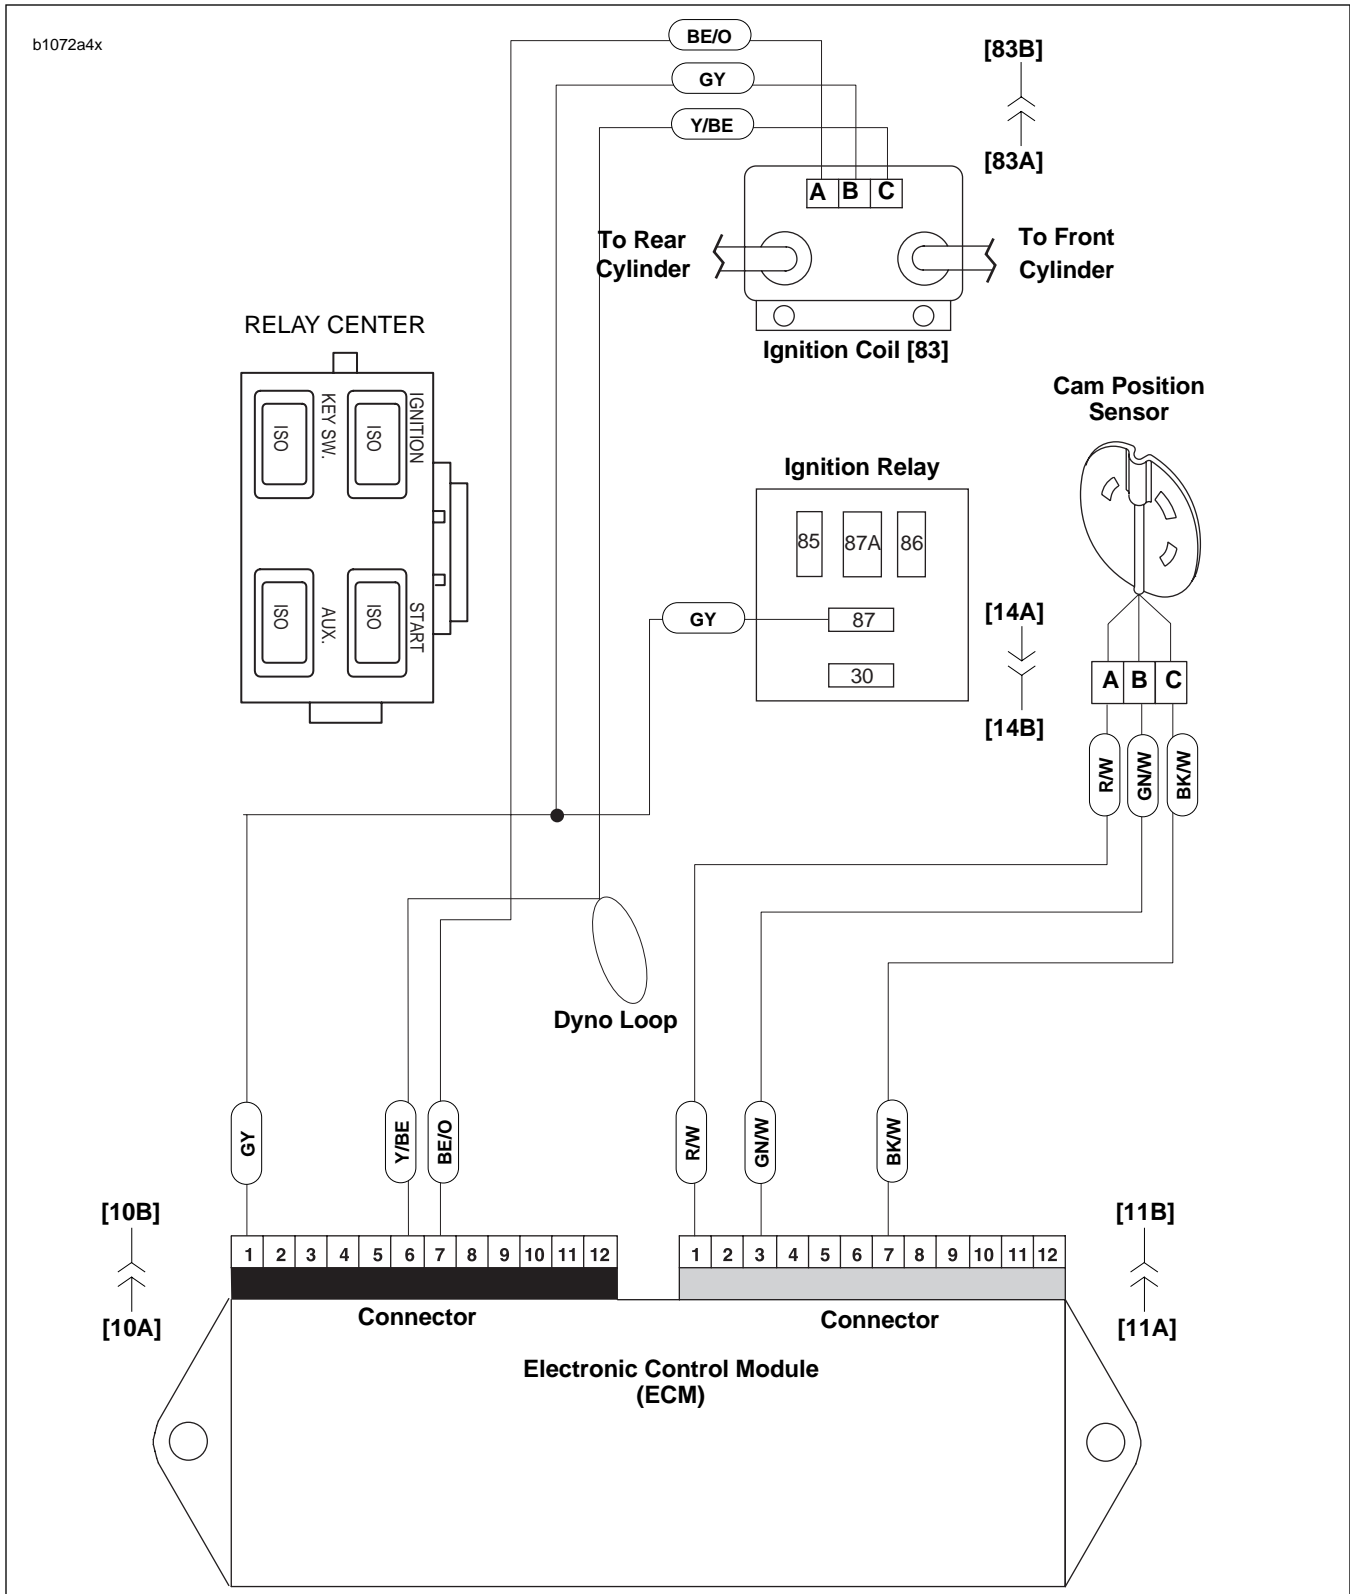 b1072a4x
BE/O
GY
Y/BE
[83B]
[83A]
A B C
To Rear
Cylinder
To Front
Cylinder
Ignition Coil [83]
RELAY CENTER
KEY SW.
IGNITION
ISO
ISO
AUX.
START
ISO
ISO
Cam Position
Sensor
Ignition Relay
85
87A
86
87
30
GY
[14A]
[14B]
A B C
R/W
GN/W
BK/W
Dyno Loop
GY
Y/BE
BE/O
R/W
GN/W
BK/W
[10B]
[10A]
[11B]
[11A]
1 2 3 4 5 6 7 8 9 10 11 12
1 2 3 4 5 6 7 8 9 10 11 12
Connector
Connector
Electronic Control Module
(ECM)